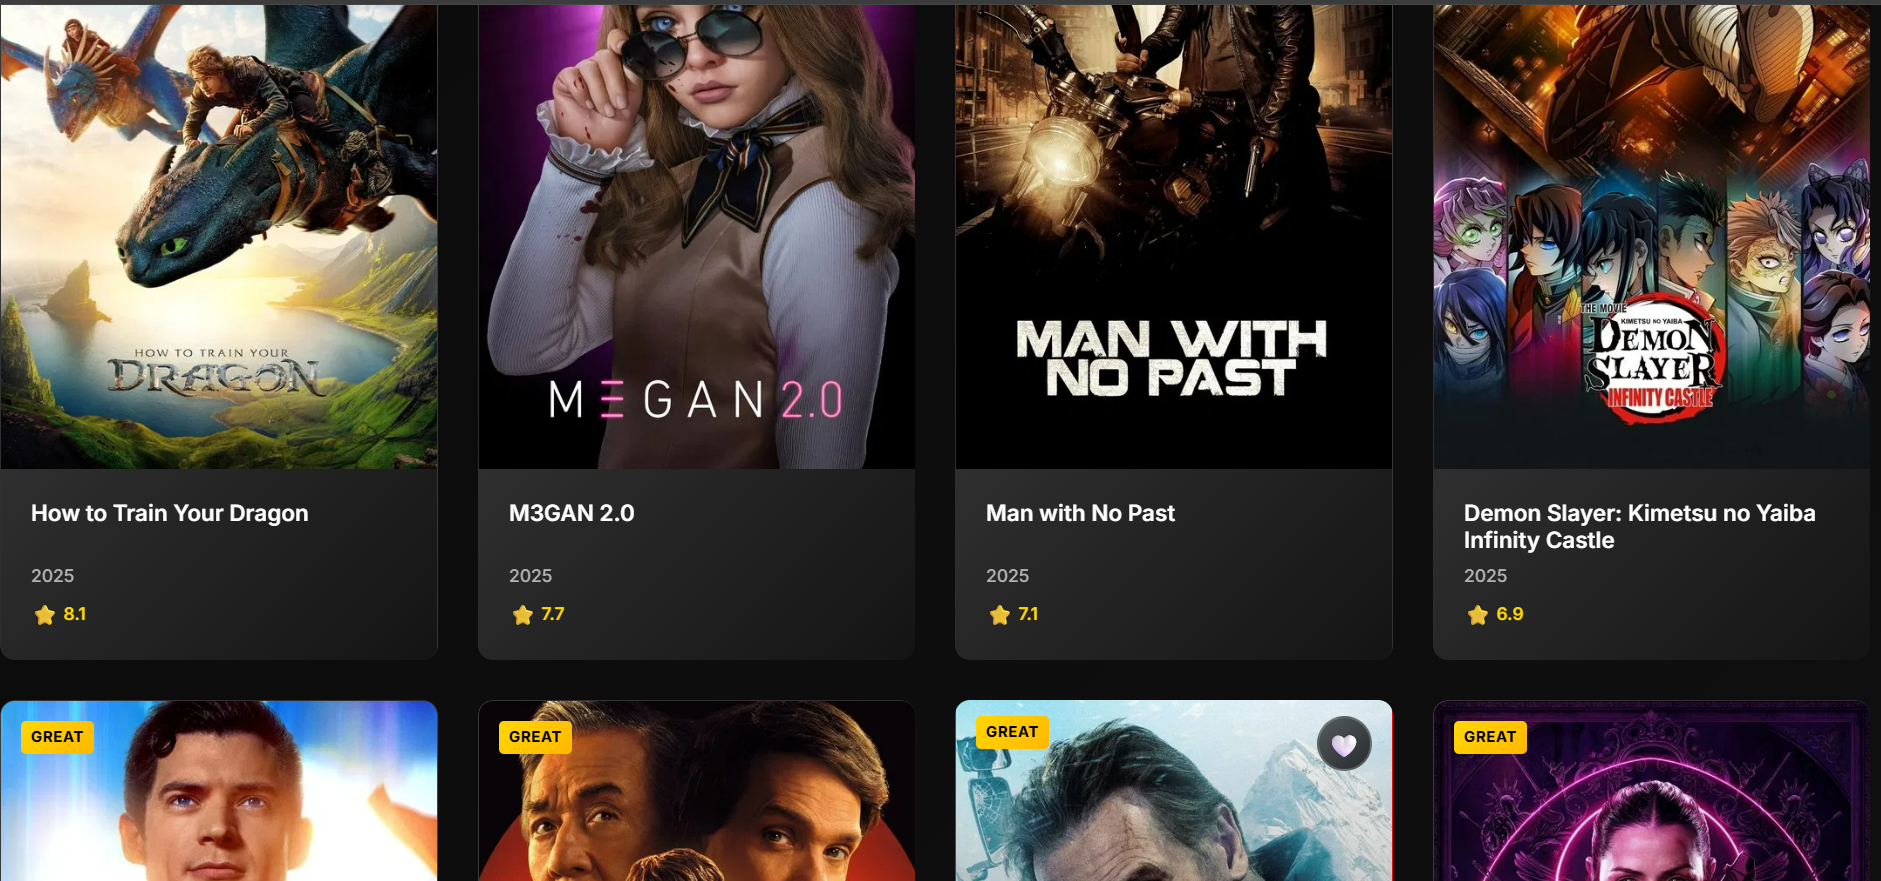 HOW TO TRAIN YOUR
DRAGON
M≡GAN 2.0
MAN WITH
NO PAST
THE MOVIE
KIMETSU NO YAIBA
DEMON
SLAYER
INFINITY CASTLE
How to Train Your Dragon
2025
8.1
M3GAN 2.0
2025
7.7
Man with No Past
2025
7.1
Demon Slayer: Kimetsu no Yaiba
Infinity Castle
2025
6.9
GREAT
GREAT
GREAT
GREAT